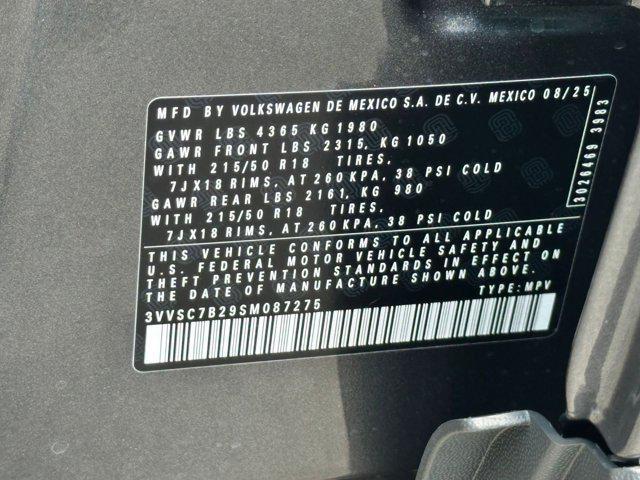 MFD BY VOLKSWAGEN DE MEXICO S.A. DE C.V. MEXICO 08/25
GVWR LBS 4365 KG 1980
GAWR FRONT LBS 2315, KG 1050
WITH 215/50 R18 TIRES,
7JX18 RIMS, AT 260 KPA, 38 PSI COLD
GAWR REAR LBS 2161, KG 980
WITH 215/50 R18 TIRES,
7JX18 RIMS, AT 260 KPA, 38 PSI COLD
THIS VEHICLE CONFORMS TO ALL APPLICABLE
U.S. FEDERAL MOTOR VEHICLE SAFETY AND
THEFT PREVENTION STANDARDS IN EFFECT ON
THE DATE OF MANUFACTURE SHOWN ABOVE.
3VVSC7B29SM087275 TYPE: MPV
3026469 3983